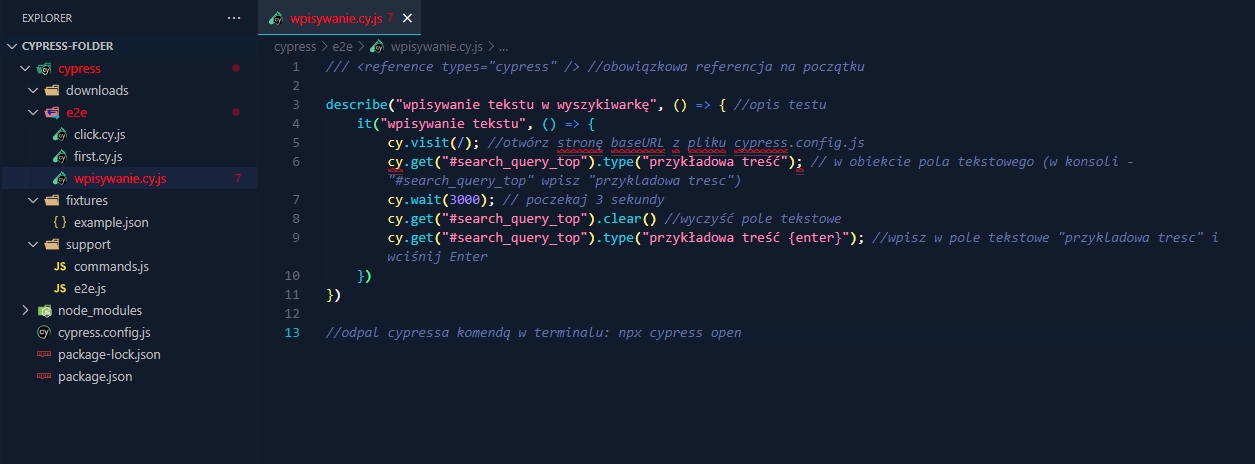 EXPLORER
CYPRESS-FOLDER
cypress
downloads
e2e
click.cy.js
first.cy.js
wpisywanie.cy.js 7
fixtures
{ } example.json
support
JS commands.js
JS e2e.js
node_modules
cypress.config.js
package-lock.json
package.json
wpisywanie.cy.js 7
cypress > e2e > wpisywanie.cy.js > ...
1 /// <reference types="cypress" /> //obowiązkowa referencja na początku
2
3 describe("wpisywanie tekstu w wyszykiwarkę", () => { //opis testu
4 it("wpisywanie tekstu", () => {
5 cy.visit(/); //otwórz stronę baseURL z pliku cypress.config.js
6 cy.get("#search_query_top").type("przykładowa treść"); // w obiekcie pola tekstowego (w konsoli -
"#search_query_top" wpisz "przykladowa tresc")
7 cy.wait(3000); // poczekaj 3 sekundy
8 cy.get("#search_query_top").clear() //wyczyść pole tekstowe
9 cy.get("#search_query_top").type("przykładowa treść {enter}"); //wpisz w pole tekstowe "przykladowa tresc" i
wciśnij Enter
10 })
11 })
12
13 //odpal cypressa komendą w terminalu: npx cypress open